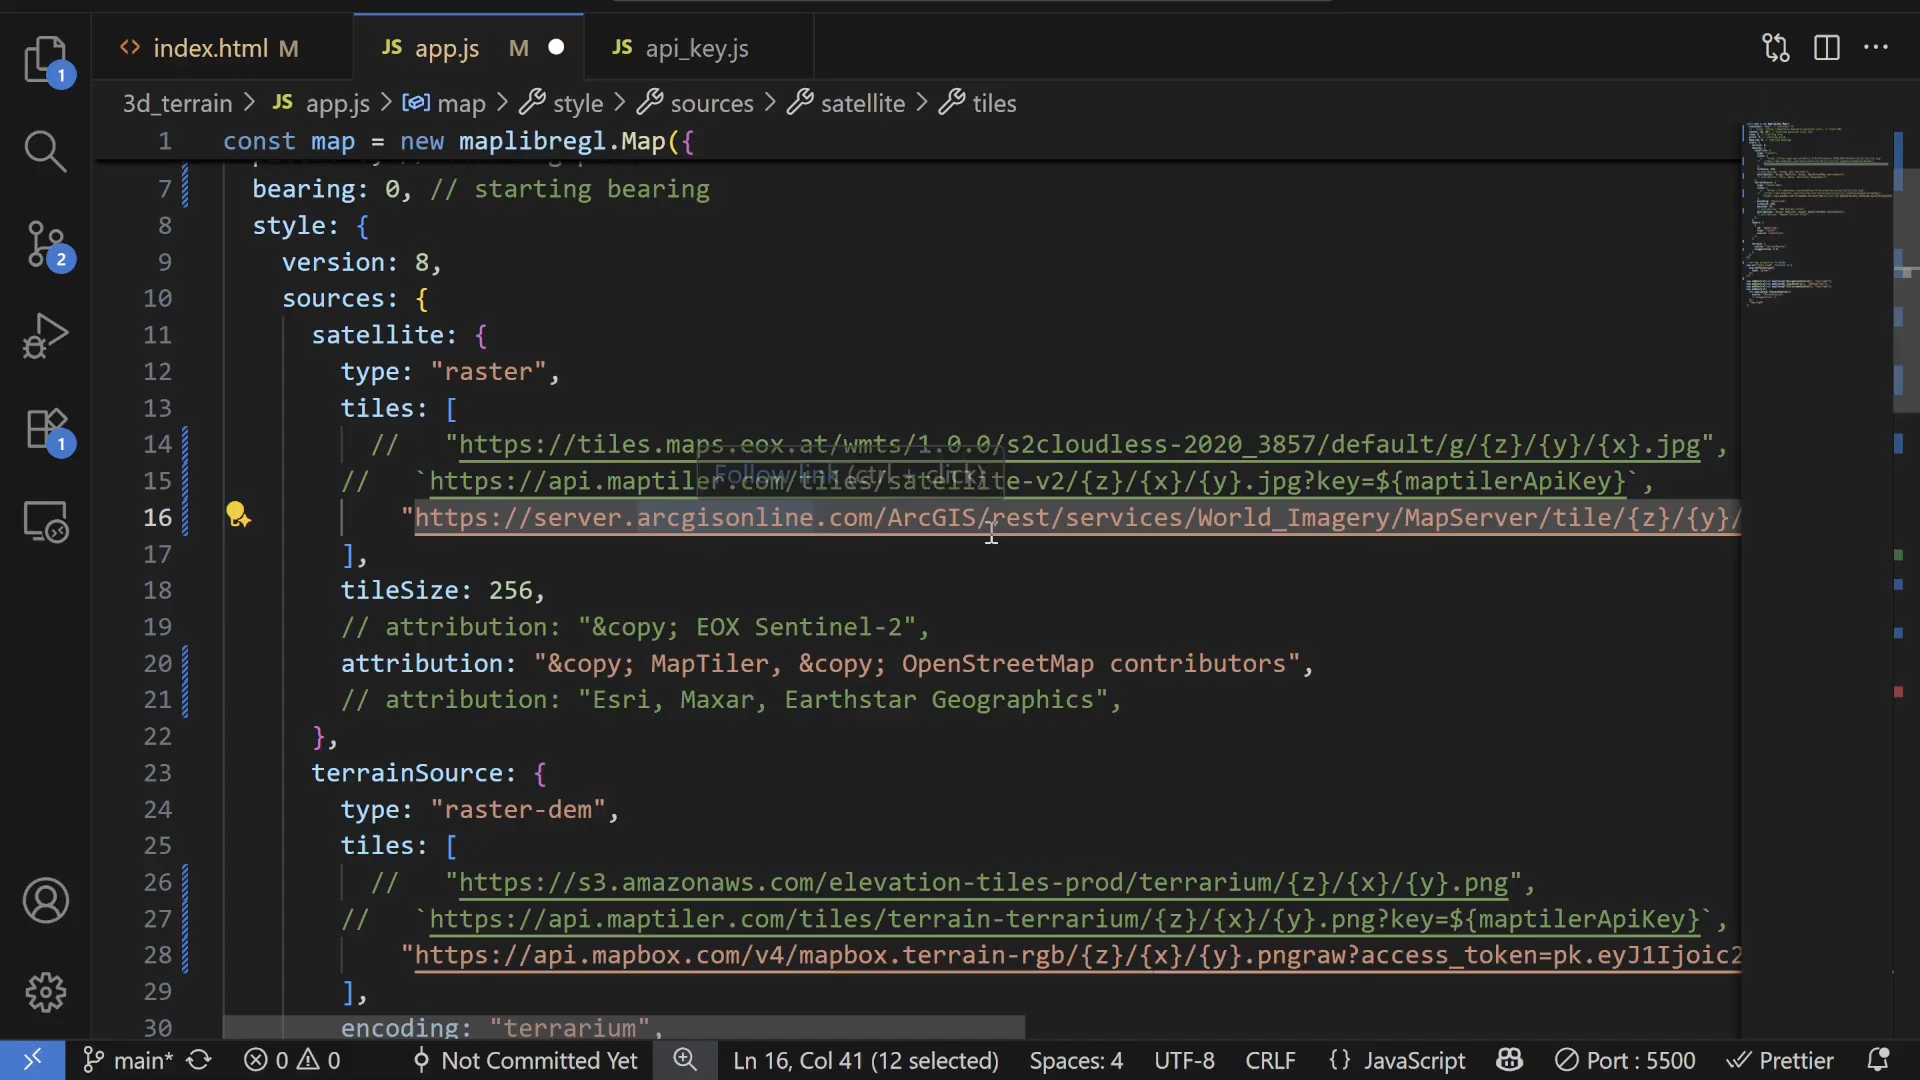 index.html M
JS app.js M
JS api_key.js
3d_terrain > JS app.js > map > style > sources > satellite > tiles
1 const map = new maplibregl.Map({
7 bearing: 0, // starting bearing
8 style: {
9 version: 8,
10 sources: {
11 satellite: {
12 type: "raster",
13 tiles: [
14 // "https://tiles.maps.eox.at/wmts/1.0.0/s2cloudless-2020_3857/default/g/{z}/{y}/{x}.jpg",
Follow link (ctrl + click)
15 // `https://api.maptiler.com/tiles/satellite-v2/{z}/{x}/{y}.jpg?key=${maptilerApiKey}`,
16 "https://server.arcgisonline.com/ArcGIS/rest/services/World_Imagery/MapServer/tile/{z}/{y}/
17 ],
18 tileSize: 256,
19 // attribution: "&copy; EOX Sentinel-2",
20 attribution: "&copy; MapTiler, &copy; OpenStreetMap contributors",
21 // attribution: "Esri, Maxar, Earthstar Geographics",
22 },
23 terrainSource: {
24 type: "raster-dem",
25 tiles: [
26 // "https://s3.amazonaws.com/elevation-tiles-prod/terrarium/{z}/{x}/{y}.png",
27 // `https://api.maptiler.com/tiles/terrain-terrarium/{z}/{x}/{y}.png?key=${maptilerApiKey}`,
28 "https://api.mapbox.com/v4/mapbox.terrain-rgb/{z}/{x}/{y}.pngraw?access_token=pk.eyJ1Ijoic2
29 ],
30 encoding: "terrarium",
1
2
1
main* 0 0 Not Committed Yet Ln 16, Col 41 (12 selected) Spaces: 4 UTF-8 CRLF {} JavaScript Port : 5500 Prettier